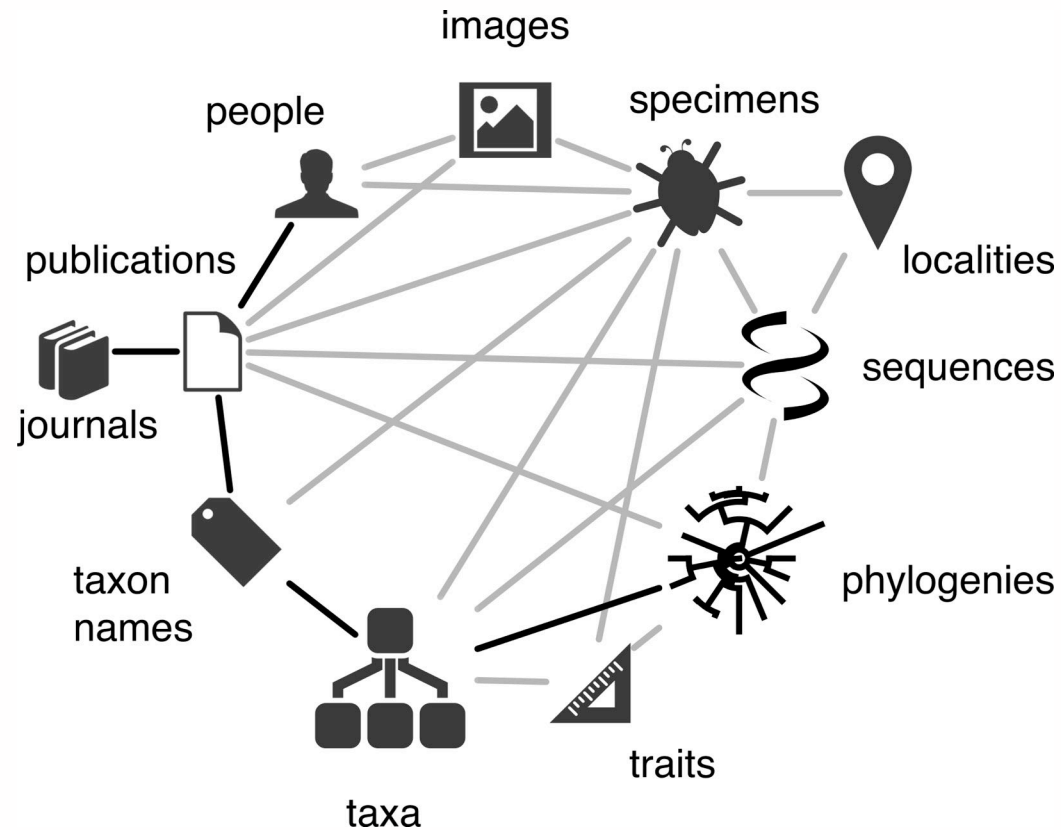 images
people
specimens
publications
localities
journals
sequences
taxon
names
phylogenies
traits
taxa